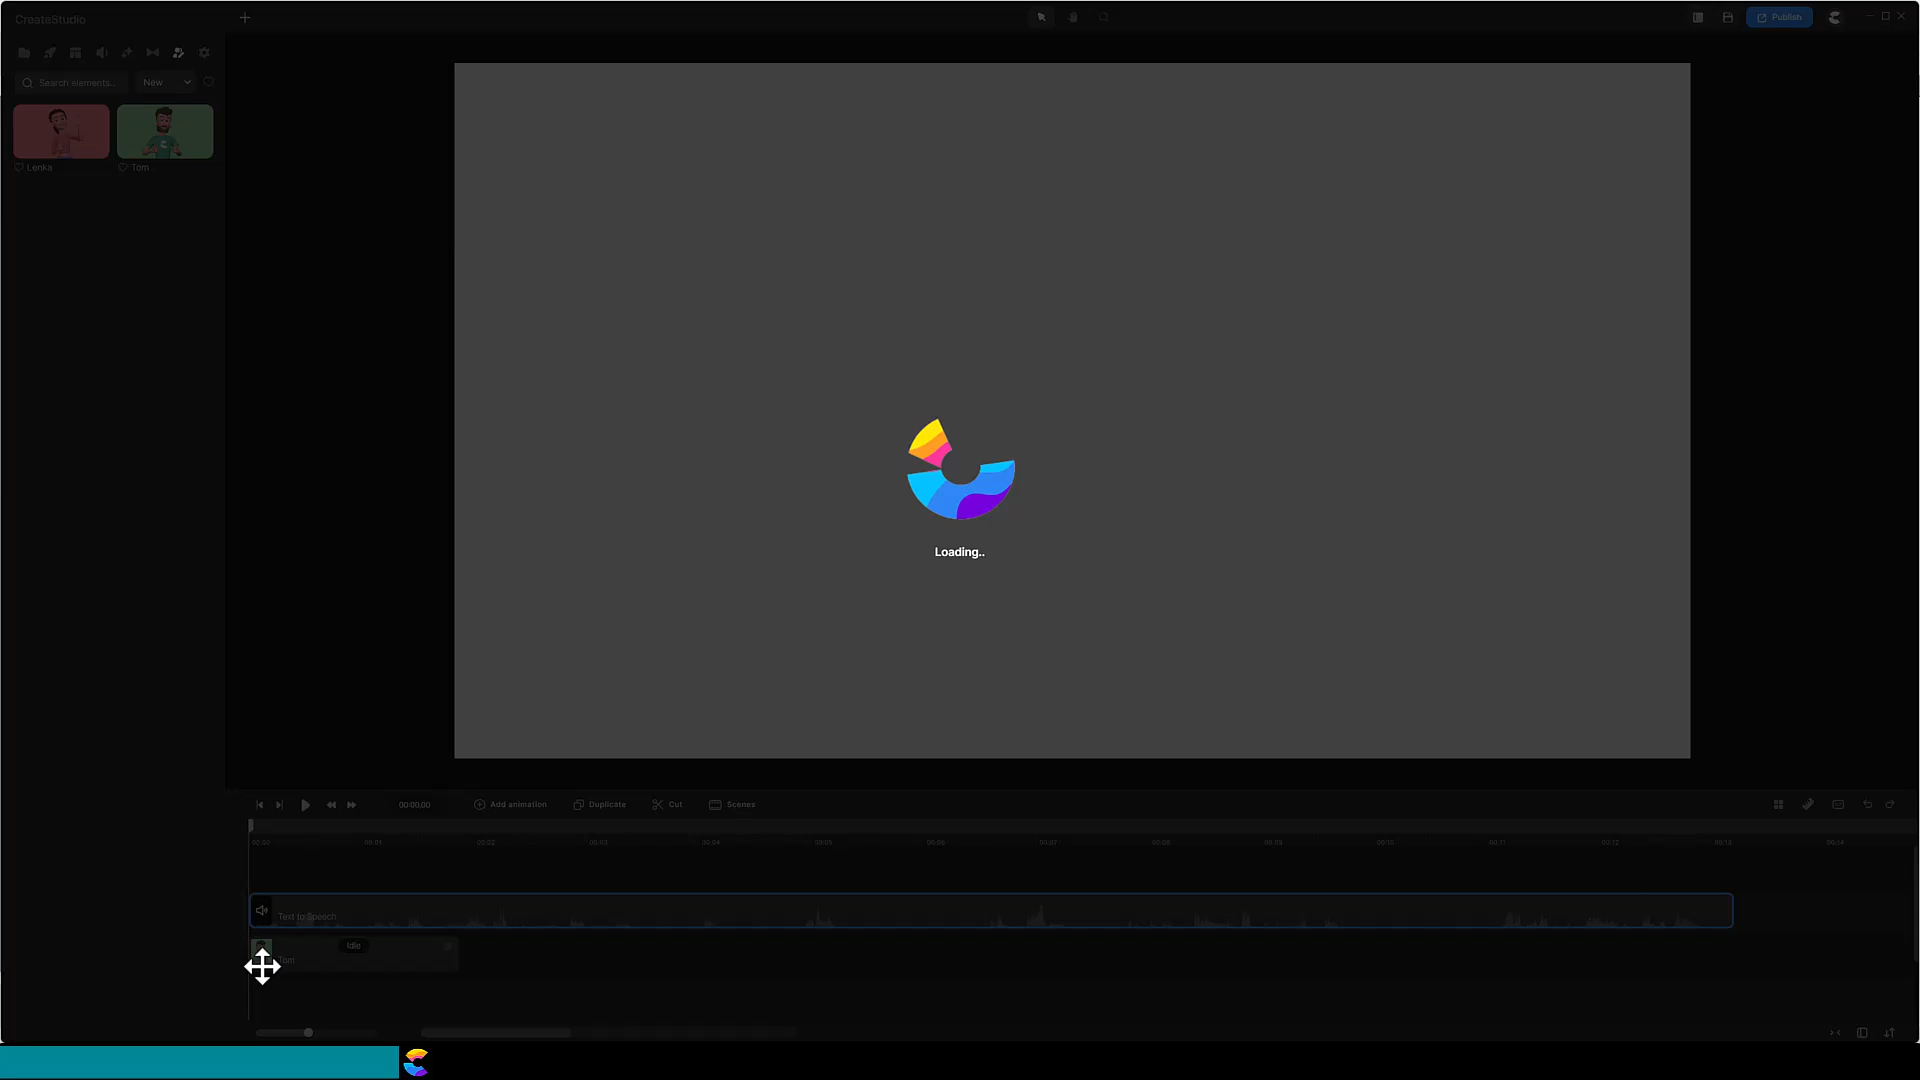 CreateStudio
Publish
Search elements..
New
Lenka
Tom
Loading..
00:00.00
Add animation
Duplicate
Cut
Scenes
00:00
00:01
00:02
00:03
00:04
00:05
00:06
00:07
00:08
00:09
00:10
00:11
00:12
00:13
00:14
Text to Speech
Idle
Tom